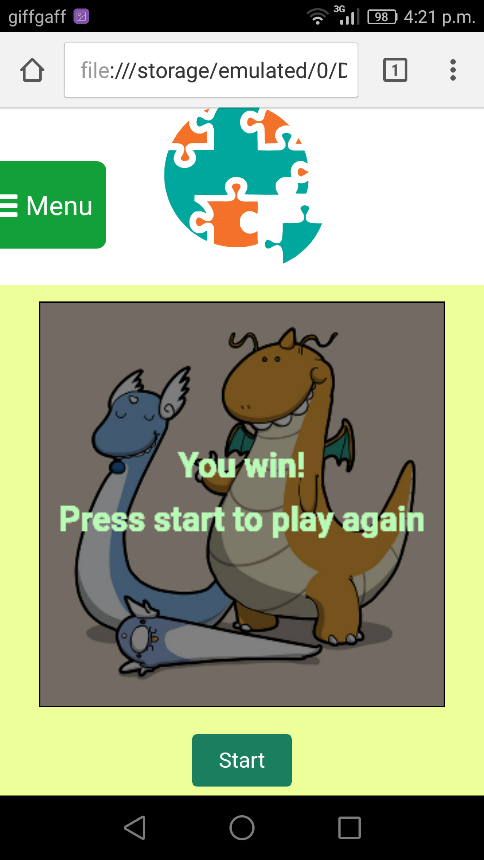 giffgaff 3G 98 4:21 p.m.
file:///storage/emulated/0/D 1
Menu
You win!
Press start to play again
Start